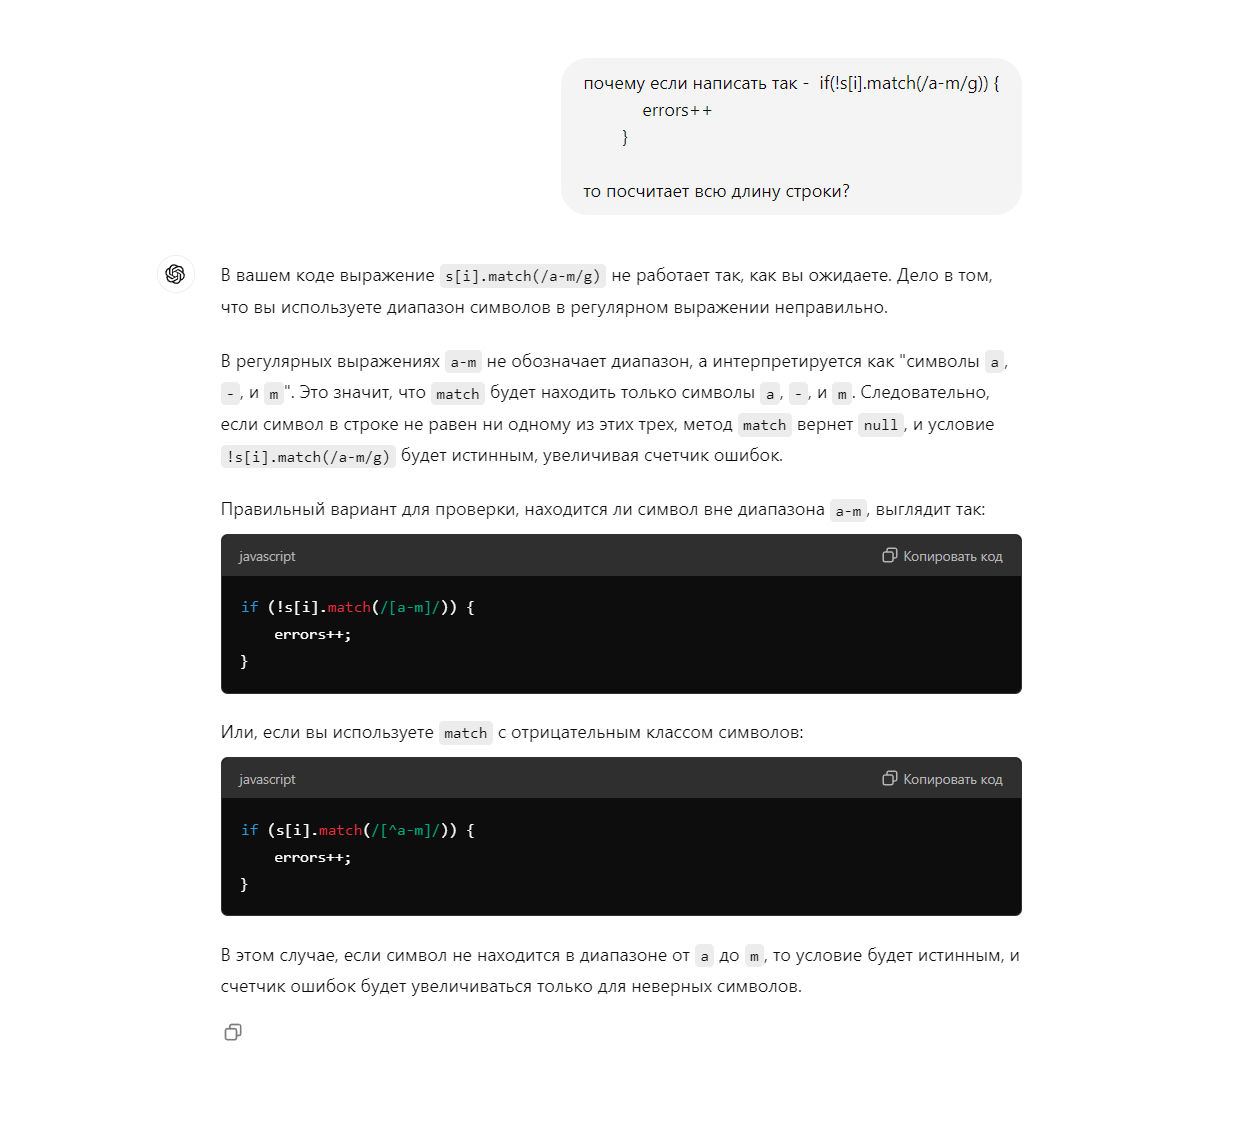 почему если написать так -  if(!s[i].match(/a-m/g)) {
errors++
}
то посчитает всю длину строки?
В вашем коде выражение s[i].match(/a-m/g) не работает так, как вы ожидаете. Дело в том,
что вы используете диапазон символов в регулярном выражении неправильно.
В регулярных выражениях a-m не обозначает диапазон, а интерпретируется как "символы a,
-, и m". Это значит, что match будет находить только символы a, -, и m. Следовательно,
если символ в строке не равен ни одному из этих трех, метод match вернет null, и условие
!s[i].match(/a-m/g) будет истинным, увеличивая счетчик ошибок.
Правильный вариант для проверки, находится ли символ вне диапазона a-m, выглядит так:
javascript Копировать код
if (!s[i].match(/[a-m]/)) {
errors++;
}
Или, если вы используете match с отрицательным классом символов:
javascript Копировать код
if (s[i].match(/[^a-m]/)) {
errors++;
}
В этом случае, если символ не находится в диапазоне от a до m, то условие будет истинным, и
счетчик ошибок будет увеличиваться только для неверных символов.